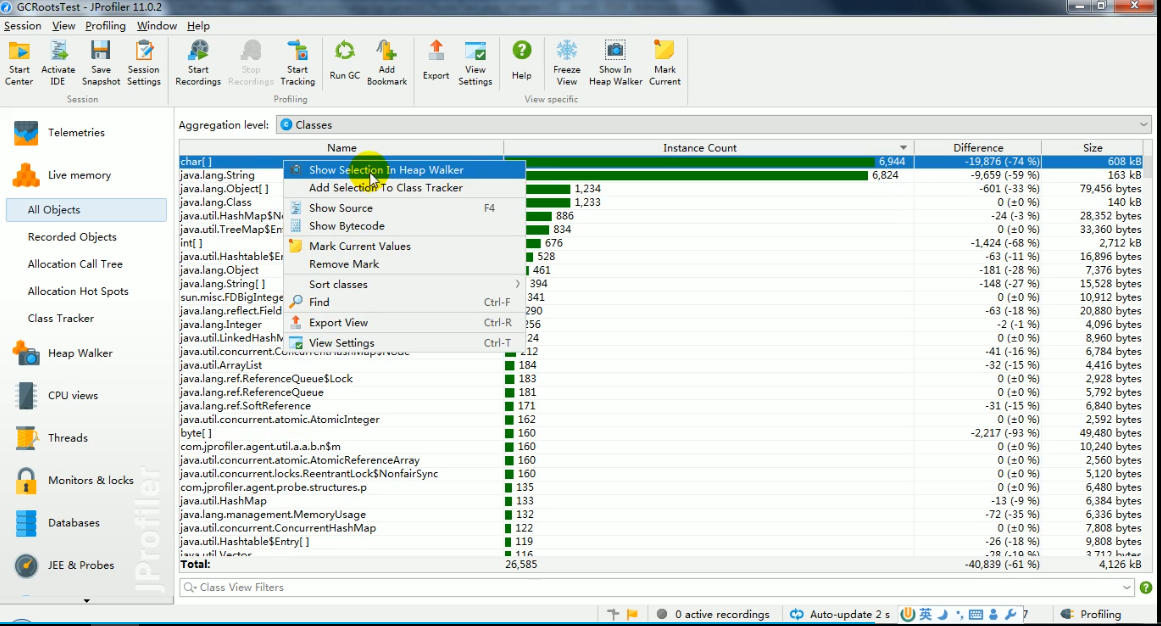 GCRootsTest - JProfiler 11.0.2
Session View Profiling Window Help
Start Center
Activate IDE
Save Snapshot
Session Settings
Start Recordings
Stop Recordings
Start Tracking
Run GC
Add Bookmark
Export
View Settings
Help
Freeze View
Show In Heap Walker
Mark Current
Session
Profiling
View specific
Telemetries
Live memory
All Objects
Recorded Objects
Allocation Call Tree
Allocation Hot Spots
Class Tracker
Heap Walker
CPU views
Threads
Monitors & locks
Databases
JEE & Probes
JProfiler
Aggregation level: Classes
Name Instance Count Difference Size
char[ ] 6,944 -19,876 (-74 %) 608 kB
java.lang.String 6,824 -9,659 (-59 %) 163 kB
java.lang.Object[ ] 1,234 -601 (-33 %) 79,456 bytes
java.lang.Class 1,233 0 (±0 %) 140 kB
java.util.HashMap$N 886 -24 (-3 %) 28,352 bytes
java.util.TreeMap$En 834 0 (±0 %) 33,360 bytes
int[ ] 676 -1,424 (-68 %) 2,712 kB
java.util.Hashtable$E 528 -63 (-11 %) 16,896 bytes
java.lang.Object 461 -181 (-28 %) 7,376 bytes
java.lang.String[ ] 394 -148 (-27 %) 15,528 bytes
sun.misc.FDBigIntege 341 0 (±0 %) 10,912 bytes
java.lang.reflect.Field 290 -63 (-18 %) 20,880 bytes
java.lang.Integer 256 -2 (-1 %) 4,096 bytes
java.util.LinkedHashM 24 0 (±0 %) 8,960 bytes
java.util.concurrent.ConcurrentHashMap$Node 212 -41 (-16 %) 6,784 bytes
java.util.ArrayList 184 -32 (-15 %) 4,416 bytes
java.lang.ref.ReferenceQueue$Lock 183 0 (±0 %) 2,928 bytes
java.lang.ref.ReferenceQueue 181 0 (±0 %) 5,792 bytes
java.lang.ref.SoftReference 171 -31 (-15 %) 6,840 bytes
java.util.concurrent.atomic.AtomicInteger 162 0 (±0 %) 2,592 bytes
byte[ ] 160 -2,217 (-93 %) 49,480 bytes
com.jprofiler.agent.util.a.a.b.n$m 160 0 (±0 %) 10,240 bytes
java.util.concurrent.atomic.AtomicReferenceArray 160 0 (±0 %) 2,560 bytes
java.util.concurrent.locks.ReentrantLock$NonfairSync 160 0 (±0 %) 5,120 bytes
com.jprofiler.agent.probe.structures.p 135 0 (±0 %) 6,480 bytes
java.util.HashMap 133 -13 (-9 %) 6,384 bytes
java.lang.management.MemoryUsage 132 -72 (-35 %) 6,336 bytes
java.util.concurrent.ConcurrentHashMap 122 0 (±0 %) 7,808 bytes
java.util.Hashtable$Entry[ ] 119 -26 (-18 %) 9,808 bytes
java.util.Vector 116 -28 (-19 %) 3,712 bytes
Total: 26,585 -40,839 (-61 %) 4,126 kB
Show Selection In Heap Walker
Add Selection To Class Tracker
Show Source F4
Show Bytecode
Mark Current Values
Remove Mark
Sort classes
Find Ctrl-F
Export View Ctrl-R
View Settings Ctrl-T
Class View Filters
0 active recordings Auto-update 2 s 英 7 Profiling